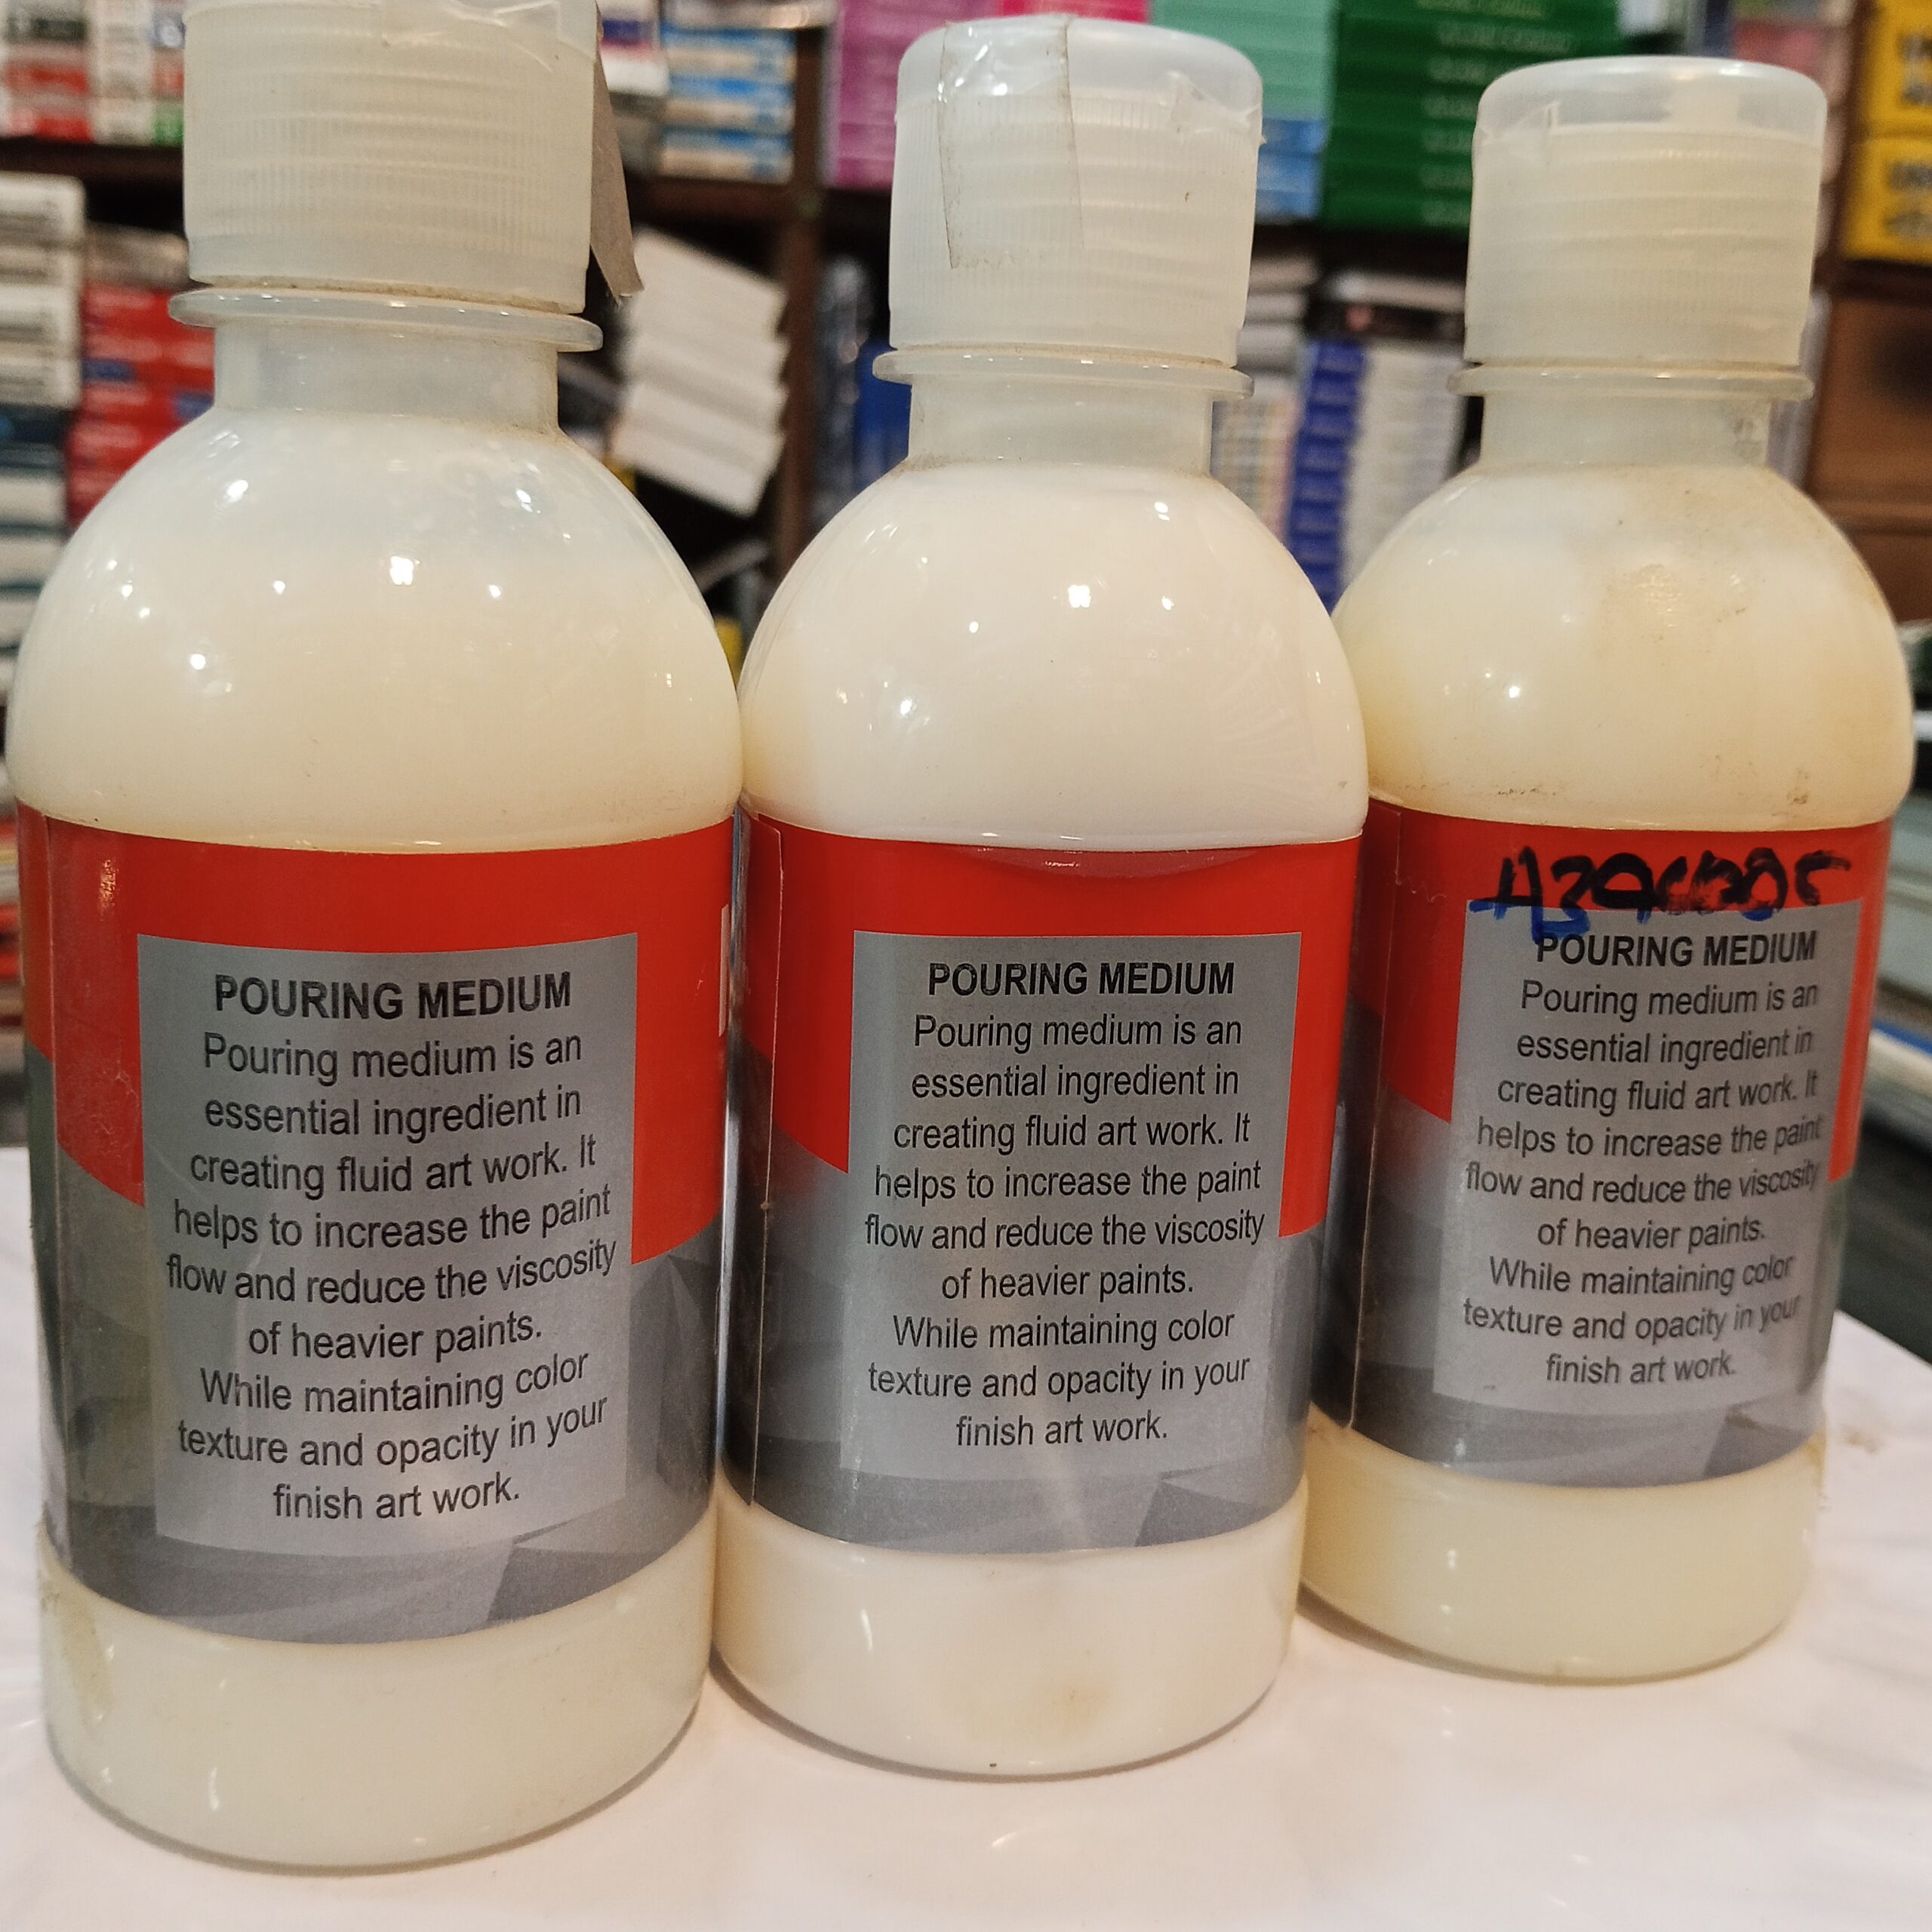 POURING MEDIUM
Pouring medium is an
essential ingredient in
creating fluid art work. It
helps to increase the paint
flow and reduce the viscosity
of heavier paints.
While maintaining color
texture and opacity in your
finish art work.
POURING MEDIUM
Pouring medium is an
essential ingredient in
creating fluid art work. It
helps to increase the paint
flow and reduce the viscosity
of heavier paints.
While maintaining color
texture and opacity in your
finish art work.
POURING MEDIUM
Pouring medium is an
essential ingredient in
creating fluid art work. It
helps to increase the paint
flow and reduce the viscosity
of heavier paints.
While maintaining color
texture and opacity in your
finish art work.